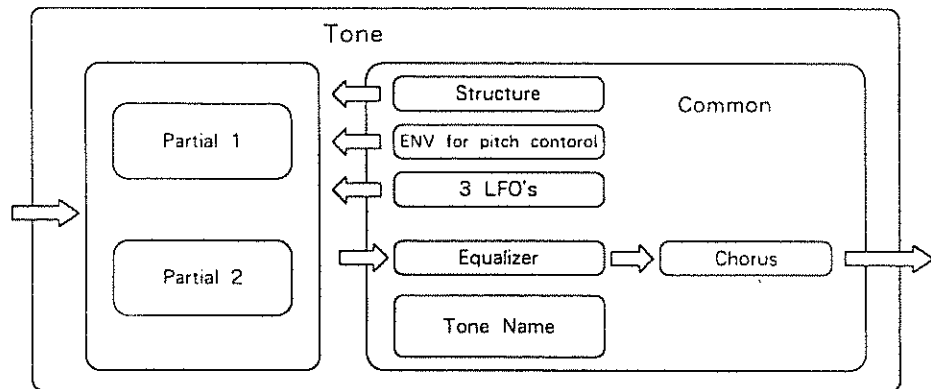 Tone
Partial 1
Partial 2
Structure
Common
ENV for pitch contorol
3 LFO's
Equalizer
Chorus
Tone Name